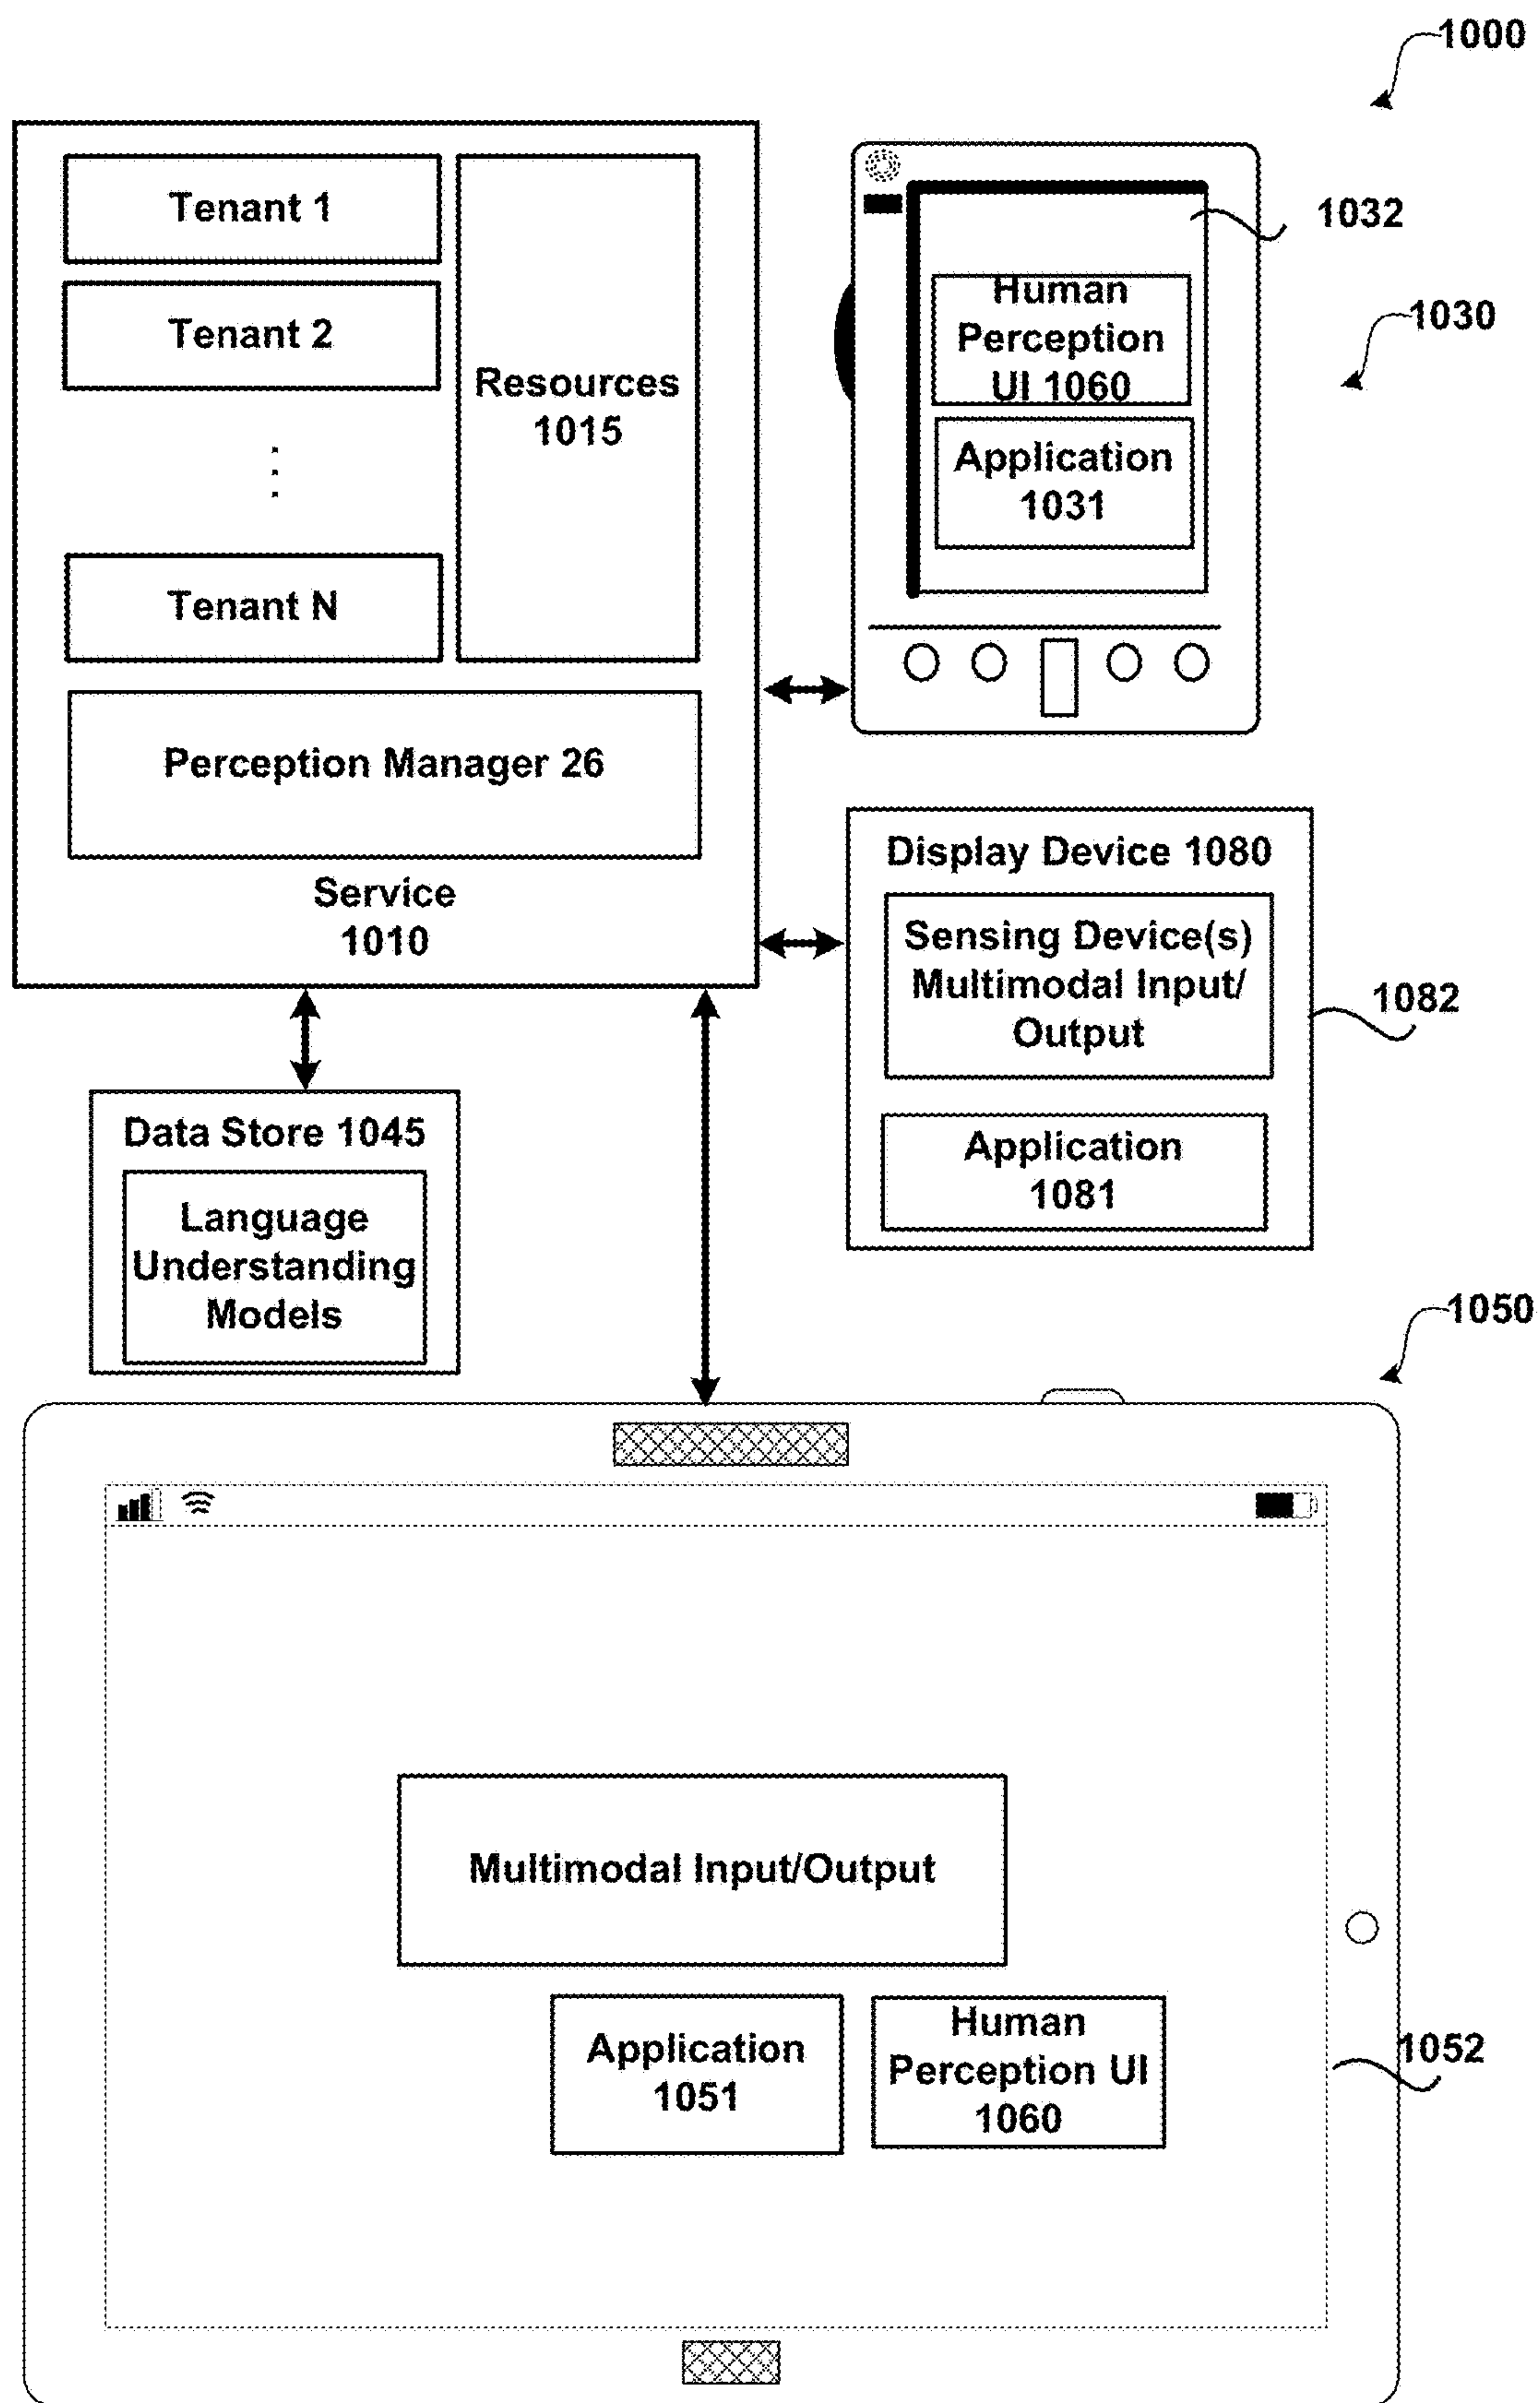 1000
Tenant 1
Tenant 2
Tenant N
Resources
1015
Perception Manager 26
Service
1010
1032
1030
Human
Perception
UI 1060
Application
1031
Display Device 1080
Sensing Device(s)
Multimodal Input/
Output
1082
Application
1081
Data Store 1045
Language
Understanding
Models
1050
Multimodal Input/Output
Application
1051
Human
Perception UI
1060
1052